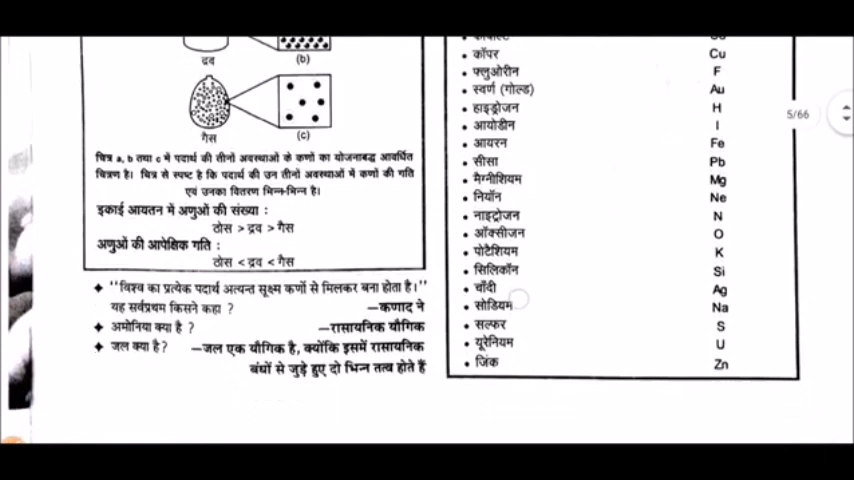 द्रव
(b)
गैस
(c)
चित्र a, b तथा c में पदार्थ की तीनों अवस्थाओं के कणों का योजनाबद्ध आवर्धित
चित्रण है। चित्र से स्पष्ट है कि पदार्थ की उन तीनों अवस्थाओं में कणों की गति
एवं उनका वितरण भिन्न-भिन्न है।
इकाई आयतन में अणुओं की संख्या :
ठोस > द्रव > गैस
अणुओं की आपेक्षिक गति :
ठोस < द्रव < गैस
✦ "विश्व का प्रत्येक पदार्थ अत्यन्त सूक्ष्म कणों से मिलकर बना होता है।"
यह सर्वप्रथम किसने कहा ? –कणाद ने
✦ अमोनिया क्या है ? –रासायनिक यौगिक
✦ जल क्या है? –जल एक यौगिक है, क्योंकि इसमें रासायनिक
बंधों से जुड़े हुए दो भिन्न तत्व होते हैं
• कॉपर Cu
• फ्लुओरीन F
• स्वर्ण (गोल्ड) Au
• हाइड्रोजन H
• आयोडीन I
• आयरन Fe
• सीसा Pb
• मैग्नीशियम Mg
• नियॉन Ne
• नाइट्रोजन N
• ऑक्सीजन O
• पोटैशियम K
• सिलिकॉन Si
• चाँदी Ag
• सोडियम Na
• सल्फर S
• यूरेनियम U
• जिंक Zn
5/66